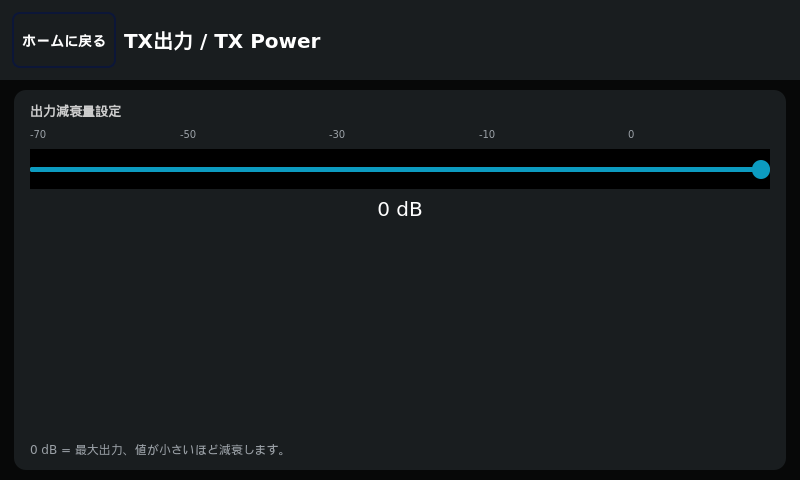 ホームに戻る
TX出力 / TX Power
出力減衰量設定
-70 -50 -30 -10 0
0 dB
0 dB = 最大出力、値が小さいほど減衰します。